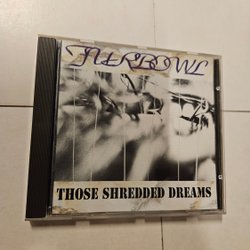 FURBOWL
THOSE SHREDDED DREAMS